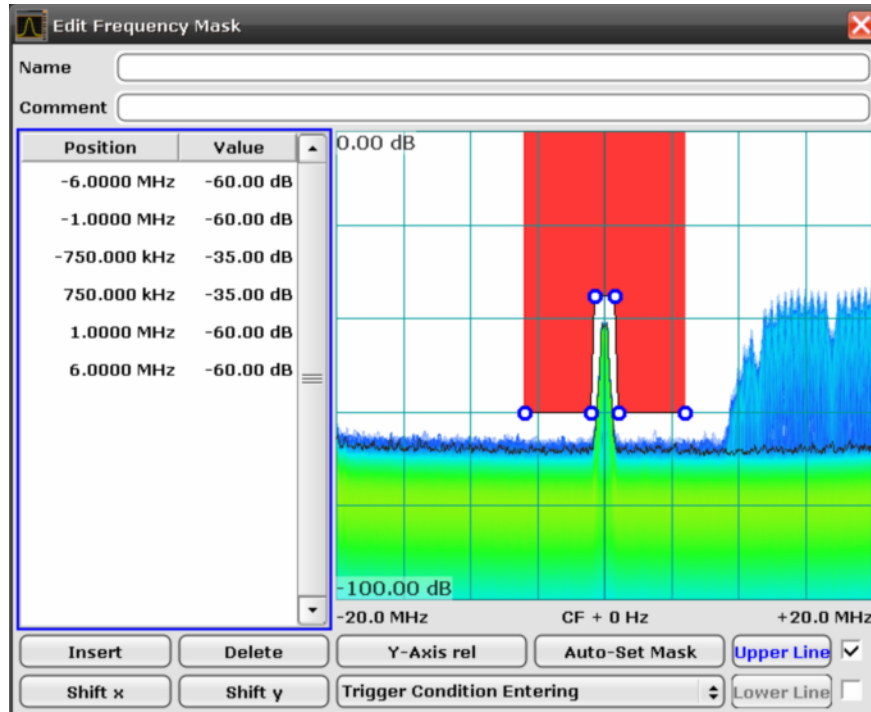 Edit Frequency Mask
Name
Comment
Position Value
-6.0000 MHz -60.00 dB
-1.0000 MHz -60.00 dB
-750.000 kHz -35.00 dB
750.000 kHz -35.00 dB
1.0000 MHz -60.00 dB
6.0000 MHz -60.00 dB
0.00 dB
-100.00 dB
-20.0 MHz CF + 0 Hz +20.0 MHz
Insert Delete Y-Axis rel Auto-Set Mask Upper Line
Shift x Shift y Trigger Condition Entering Lower Line